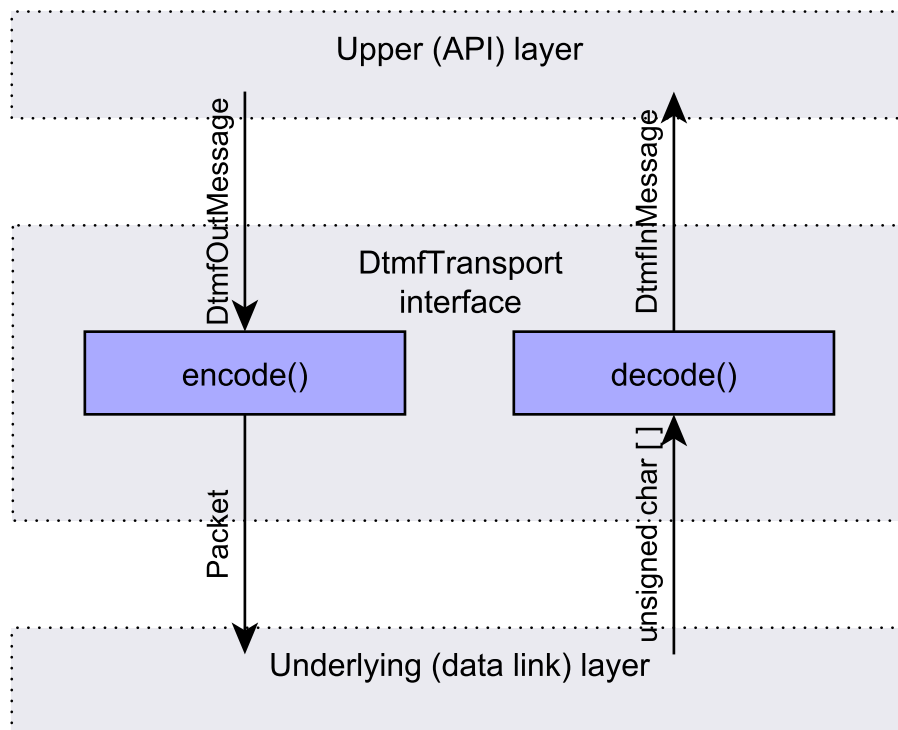 Upper (API) layer
DtmfOutMessage
DtmfInMessage
DtmfTransport
interface
encode()
decode()
Packet
unsigned char [ ]
Underlying (data link) layer